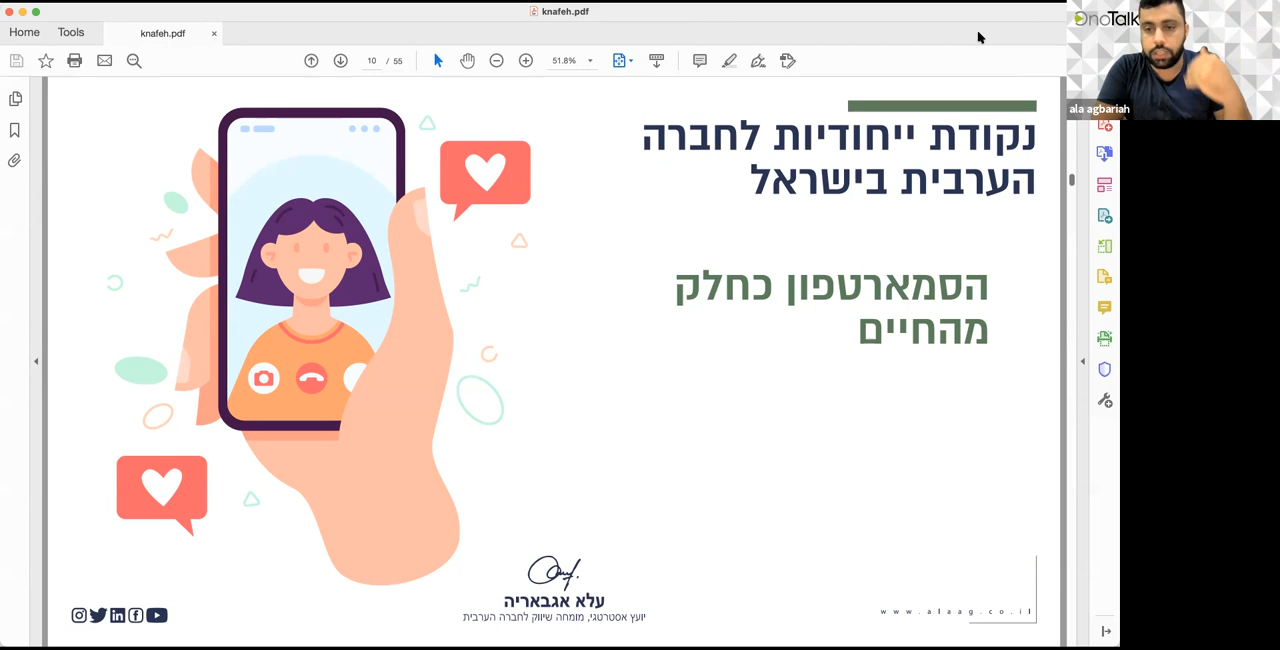 knafeh.pdf
Home
Tools
knafeh.pdf
10 / 55
51.8%
OnoTalk
ala agbariah
נקודת ייחודיות לחברה
הערבית בישראל
הסמארטפון כחלק
מהחיים
עלא אגבאריה
יועץ אסטרטגי, מומחה שיווק לחברה הערבית
www.alaag.co.il